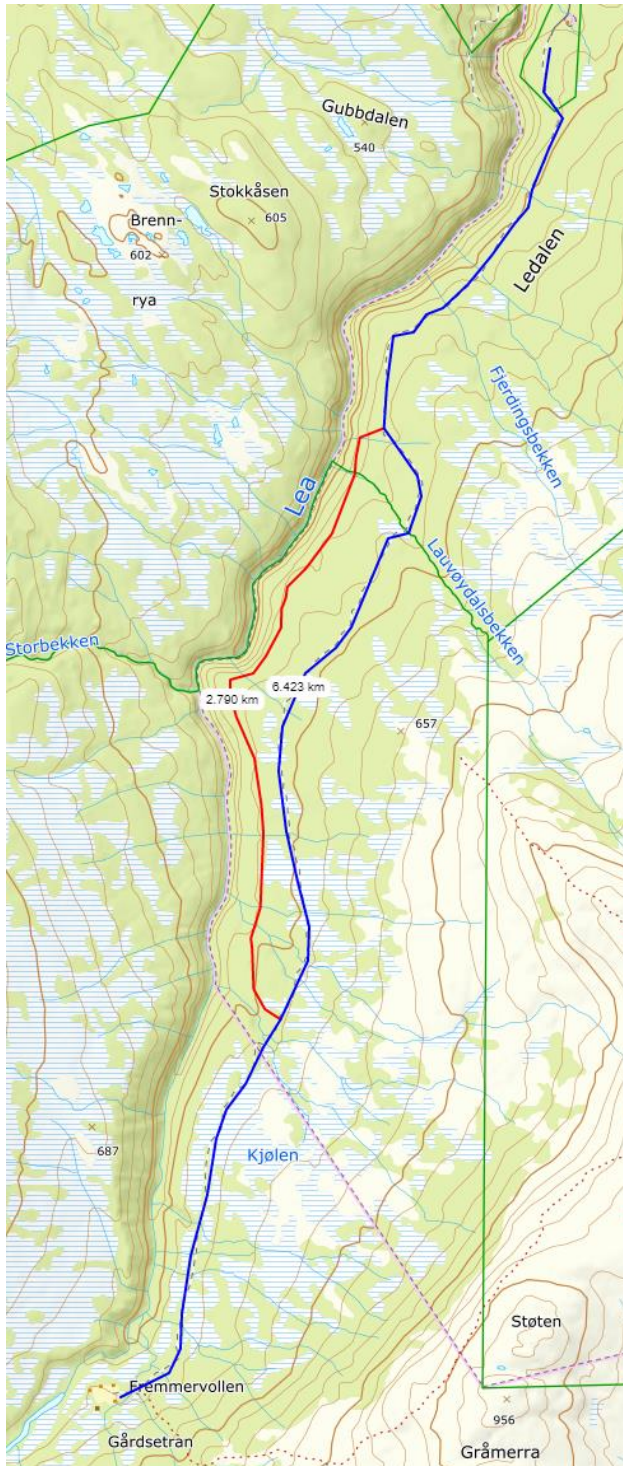 Gubbdalen
540
Stokkåsen
605
Brenn-
602
rya
Ledalen
Fjerdingsbekken
Lea
Lauvøydalsbekken
Storbekken
2.790 km
6.423 km
657
687
Kjølen
Støten
Fremmervollen
956
Gårdsetran
Gråmerra